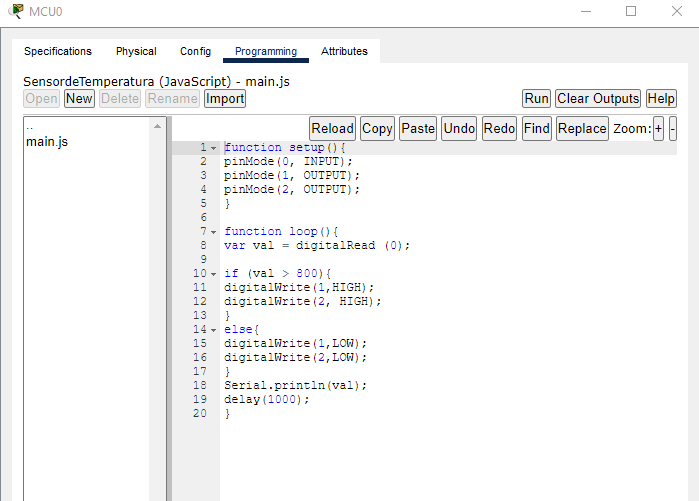 MCU0
Specifications Physical Config Programming Attributes
SensordeTemperatura (JavaScript) - main.js
Open New Delete Rename Import Run Clear Outputs Help
..
main.js
Reload Copy Paste Undo Redo Find Replace Zoom: + -
1 function setup(){
2 pinMode(0, INPUT);
3 pinMode(1, OUTPUT);
4 pinMode(2, OUTPUT);
5 }
6
7 function loop(){
8 var val = digitalRead (0);
9
10 if (val > 800){
11 digitalWrite(1,HIGH);
12 digitalWrite(2, HIGH);
13 }
14 else{
15 digitalWrite(1,LOW);
16 digitalWrite(2,LOW);
17 }
18 Serial.println(val);
19 delay(1000);
20 }